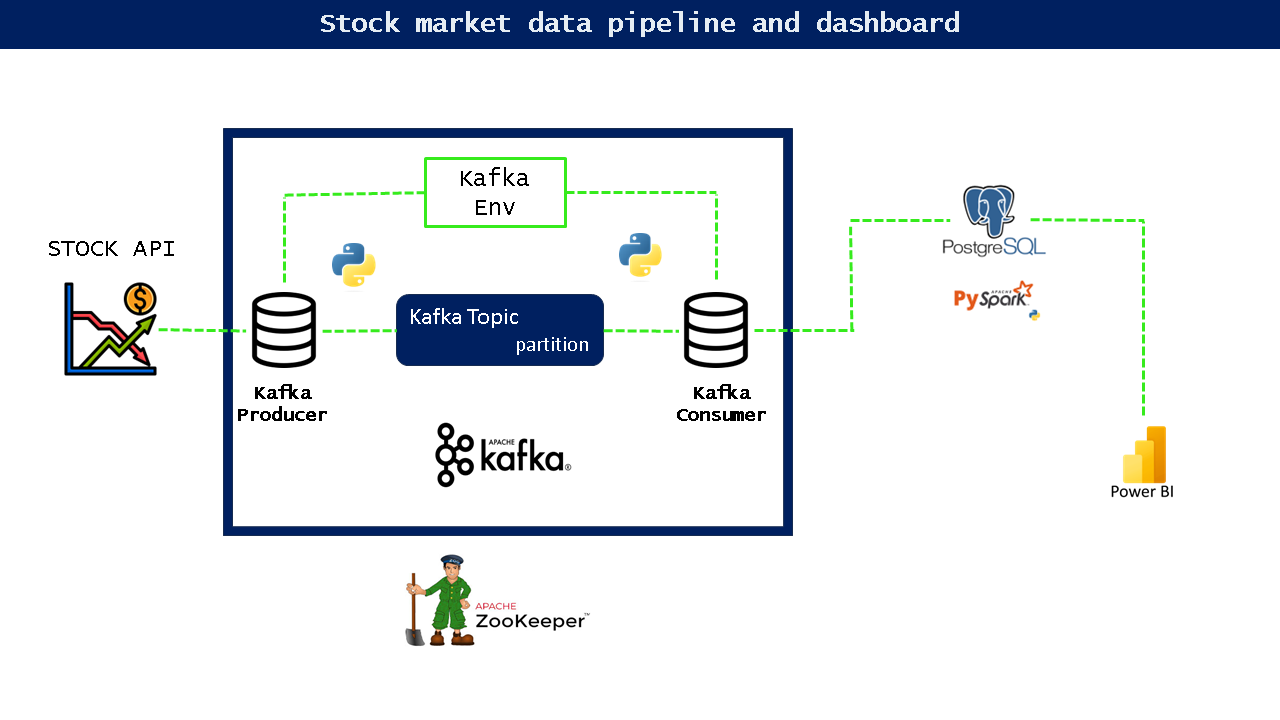 Stock market data pipeline and dashboard
Kafka
Env
STOCK API
$
Kafka Topic
partition
Kafka
Producer
Kafka
Consumer
APACHE
kafka®
PostgreSQL
APACHE
PySpark™
Power BI
APACHE
ZooKeeper™